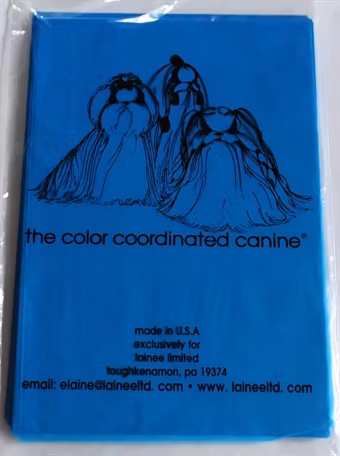 the color coordinated canine®
made in U.S.A
exclusively for
lainee limited
toughkenamon, pa 19374
email: elaine@laineeltd. com • www. laineeltd. com